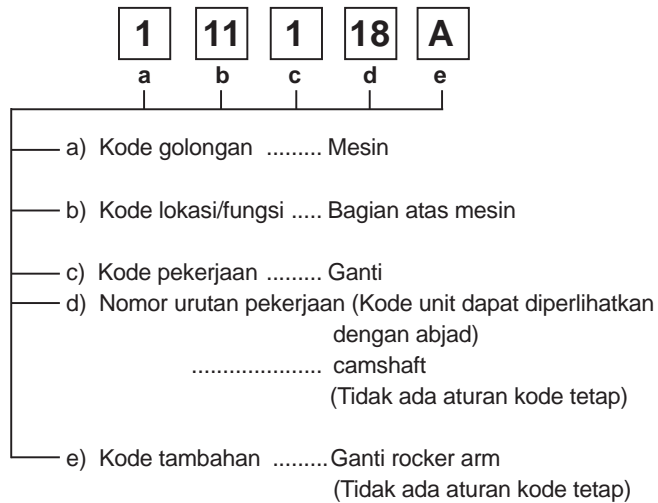 1 11 1 18 A
a b c d e
a) Kode golongan ......... Mesin
b) Kode lokasi/fungsi ..... Bagian atas mesin
c) Kode pekerjaan ......... Ganti
d) Nomor urutan pekerjaan (Kode unit dapat diperlihatkan
dengan abjad)
..................... camshaft
(Tidak ada aturan kode tetap)
e) Kode tambahan .........Ganti rocker arm
(Tidak ada aturan kode tetap)